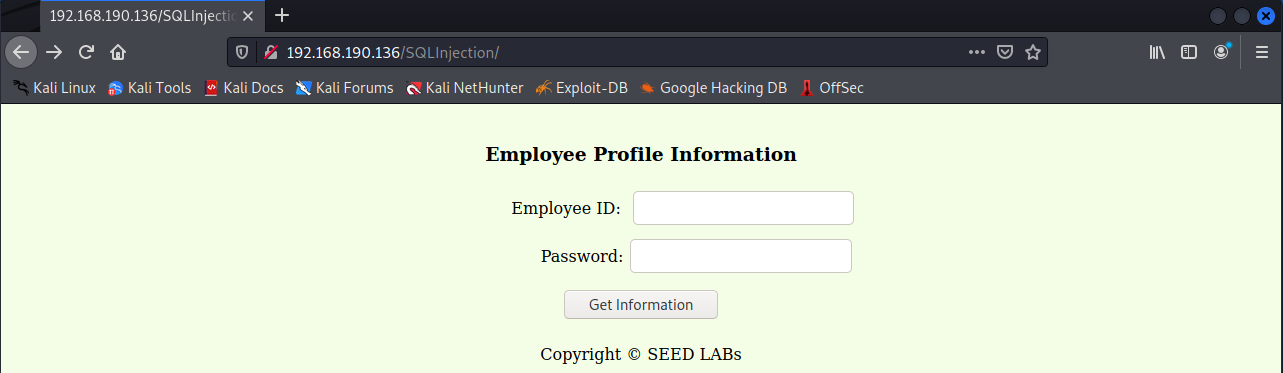 192.168.190.136/SQLInjectio
192.168.190.136/SQLInjection/
Kali Linux Kali Tools Kali Docs Kali Forums Kali NetHunter Exploit-DB Google Hacking DB OffSec
Employee Profile Information
Employee ID:
Password:
Get Information
Copyright © SEED LABs